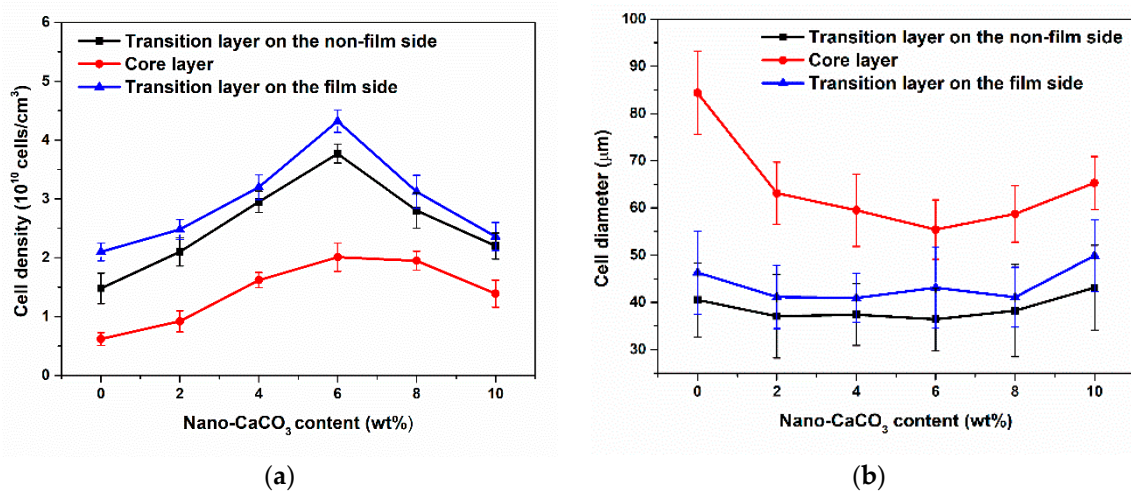 6
5
4
3
2
1
0
Cell density (10¹⁰ cells/cm³)
Transition layer on the non-film side
Core layer
Transition layer on the film side
0 2 4 6 8 10
Nano-CaCO₃ content (wt%)
(a)
100
90
80
70
60
50
40
30
Cell diameter (μm)
Transition layer on the non-film side
Core layer
Transition layer on the film side
0 2 4 6 8 10
Nano-CaCO₃ content (wt%)
(b)